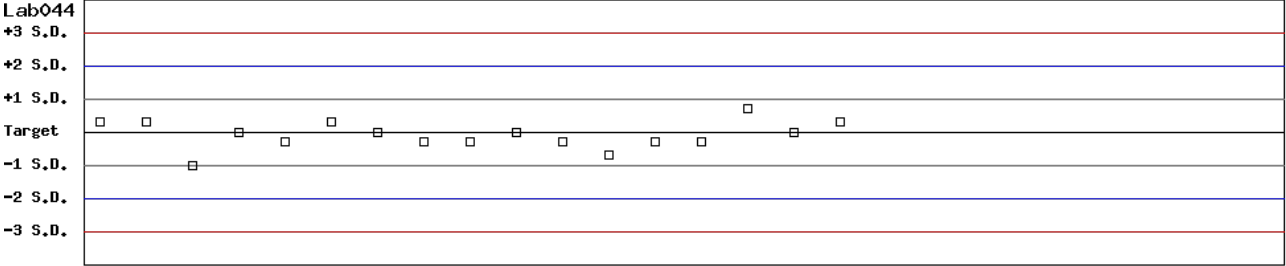 Lab044
+3 S.D.
+2 S.D.
+1 S.D.
Target
-1 S.D.
-2 S.D.
-3 S.D.